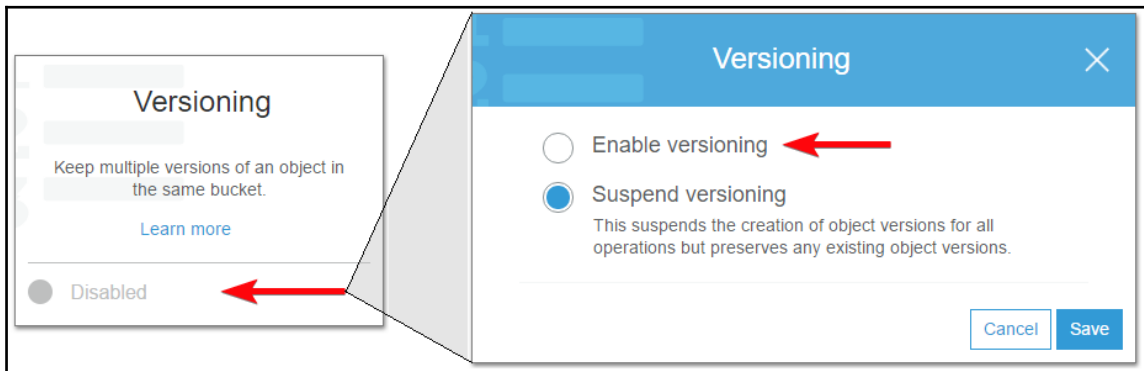 Versioning
Keep multiple versions of an object in
the same bucket.
Learn more
Disabled
Versioning
Enable versioning
Suspend versioning
This suspends the creation of object versions for all
operations but preserves any existing object versions.
Cancel
Save